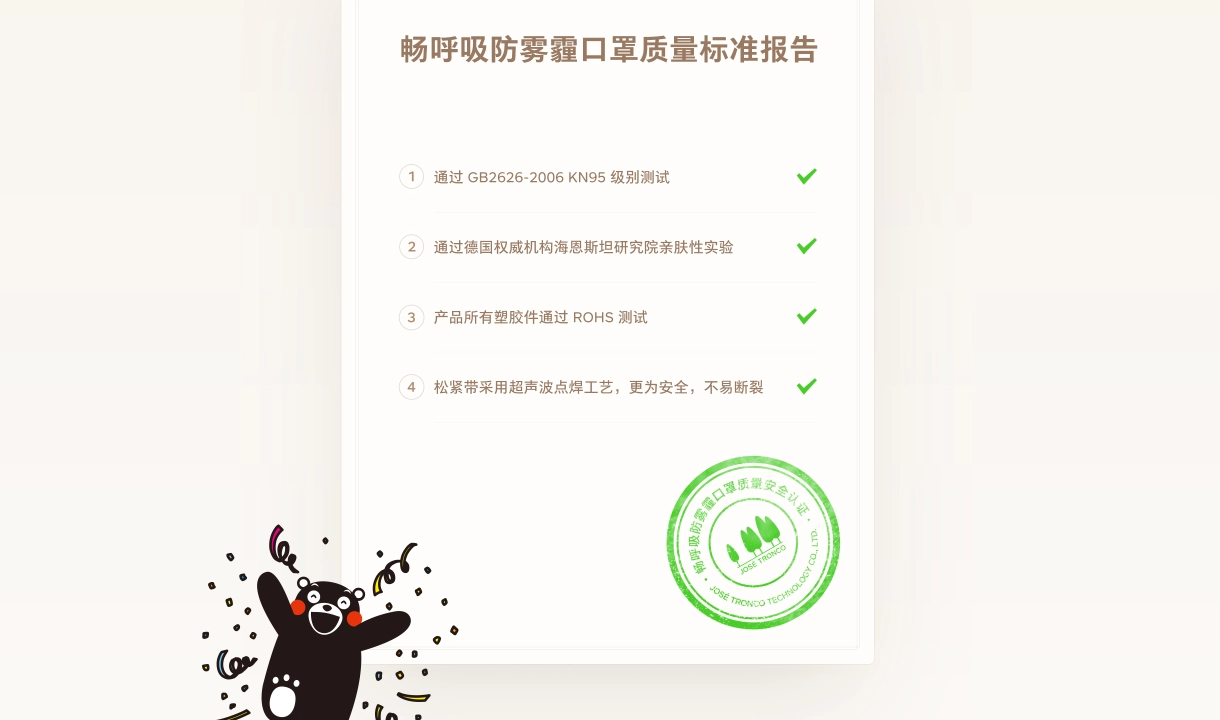 畅呼吸防雾霾口罩质量标准报告
1 通过 GB2626-2006 KN95 级别测试
2 通过德国权威机构海恩斯坦研究院亲肤性实验
3 产品所有塑胶件通过 ROHS 测试
4 松紧带采用超声波点焊工艺，更为安全，不易断裂
畅呼吸防雾霾口罩质量安全认证
JOSÉ TRONCO
JOSÉ TRONCO TECHNOLOGY CO., LTD.